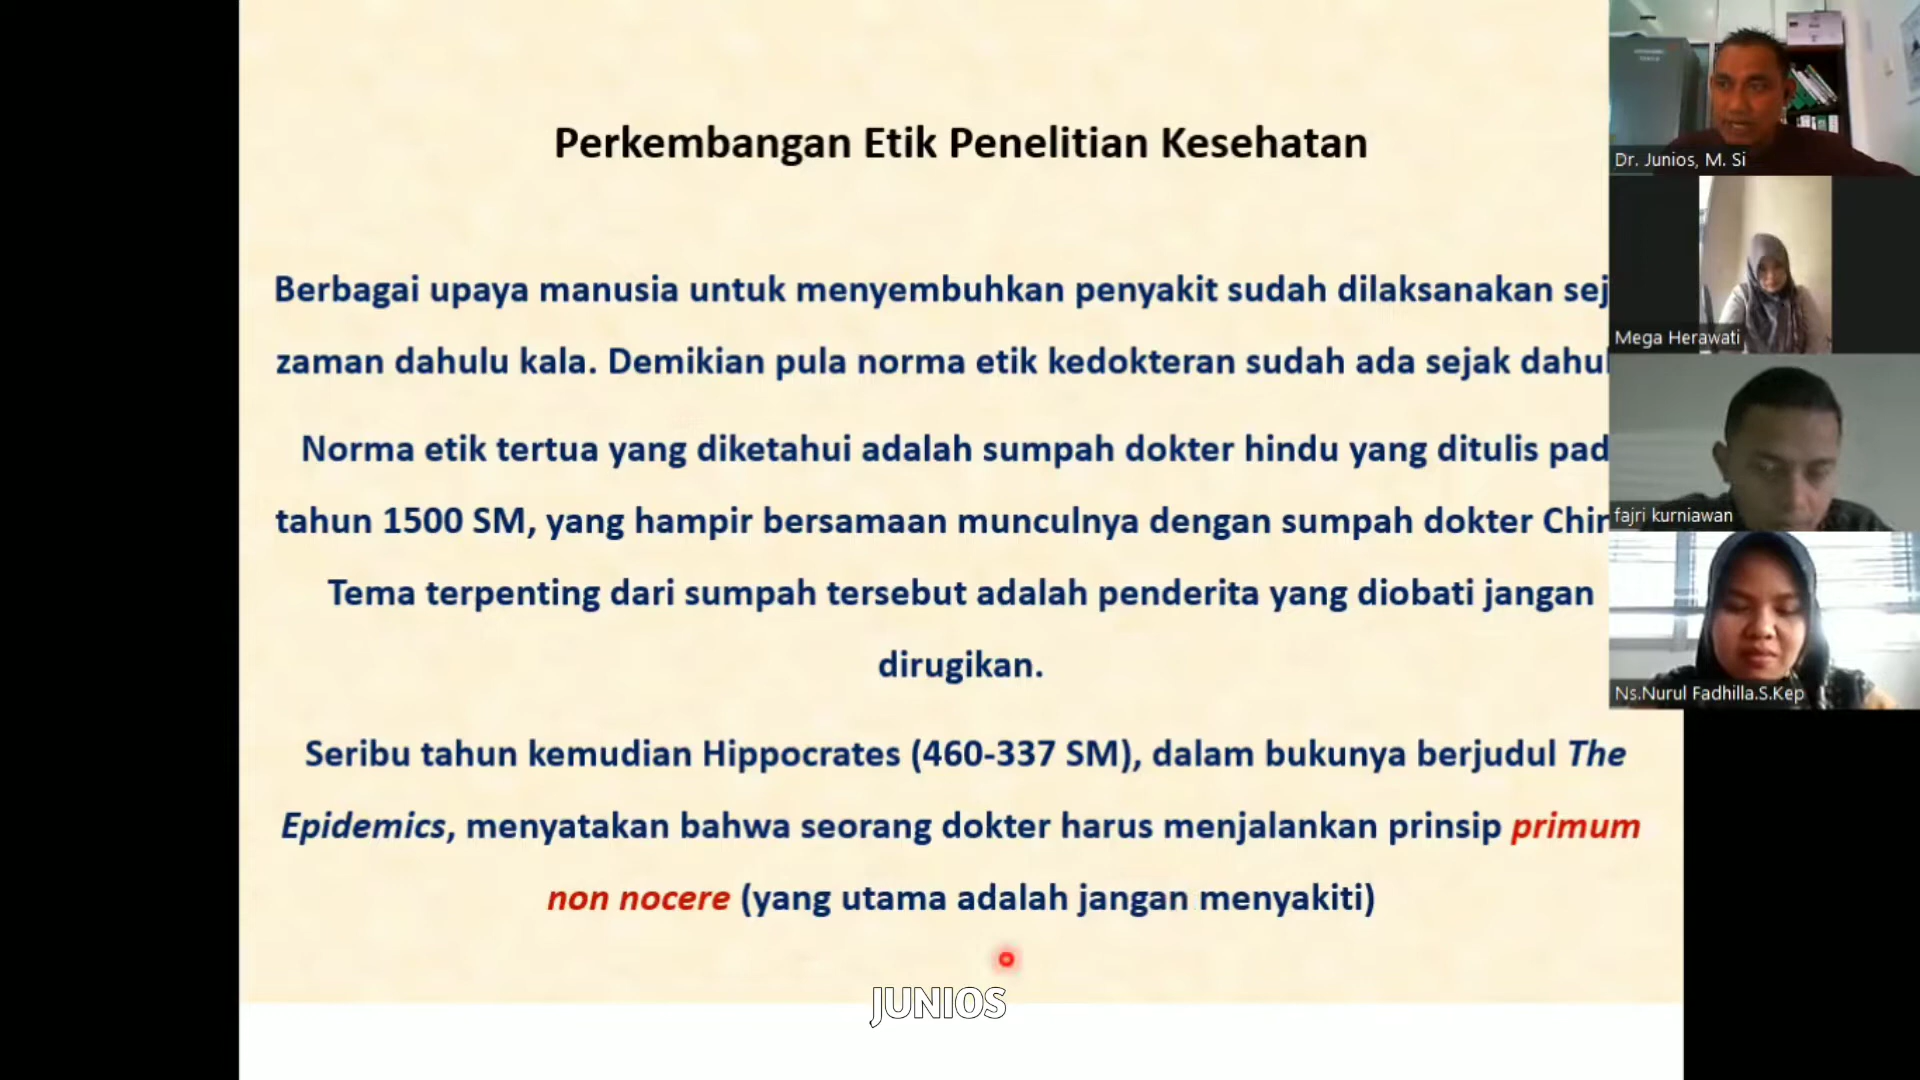 Perkembangan Etik Penelitian Kesehatan
Berbagai upaya manusia untuk menyembuhkan penyakit sudah dilaksanakan sej
zaman dahulu kala. Demikian pula norma etik kedokteran sudah ada sejak dahul
Norma etik tertua yang diketahui adalah sumpah dokter hindu yang ditulis pad
tahun 1500 SM, yang hampir bersamaan munculnya dengan sumpah dokter Chin
Tema terpenting dari sumpah tersebut adalah penderita yang diobati jangan
dirugikan.
Seribu tahun kemudian Hippocrates (460-337 SM), dalam bukunya berjudul The
Epidemics, menyatakan bahwa seorang dokter harus menjalankan prinsip primum
non nocere (yang utama adalah jangan menyakiti)
JUNIOS
Dr. Junios, M. Si
Mega Herawati
fajri kurniawan
Ns.Nurul Fadhilla.S.Kep